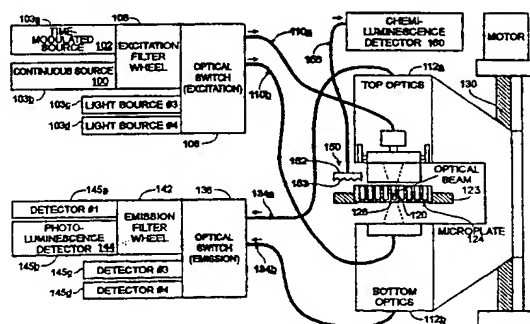 103a
TIME-
MODULATED
SOURCE 102
CONTINUOUS
SOURCE 100
103b
106
EXCITATION
FILTER
WHEEL
OPTICAL
SWITCH
(EXCITATION)
108
103c LIGHT SOURCE #3
103d LIGHT SOURCE #4
110a
110b
CHEMI-
LUMINESCENCE
DETECTOR 160
MOTOR
112a
TOP OPTICS
130
150
152
OPTICAL
BEAM
123
126
120
MICROPLATE
124
BOTTOM
OPTICS
112b
145a
DETECTOR #1
PHOTO-
LUMINESCENCE
DETECTOR 144
145b
142
EMISSION
FILTER
WHEEL
136
OPTICAL
SWITCH
(EMISSION)
145c DETECTOR #3
145d DETECTOR #4
134a
134b